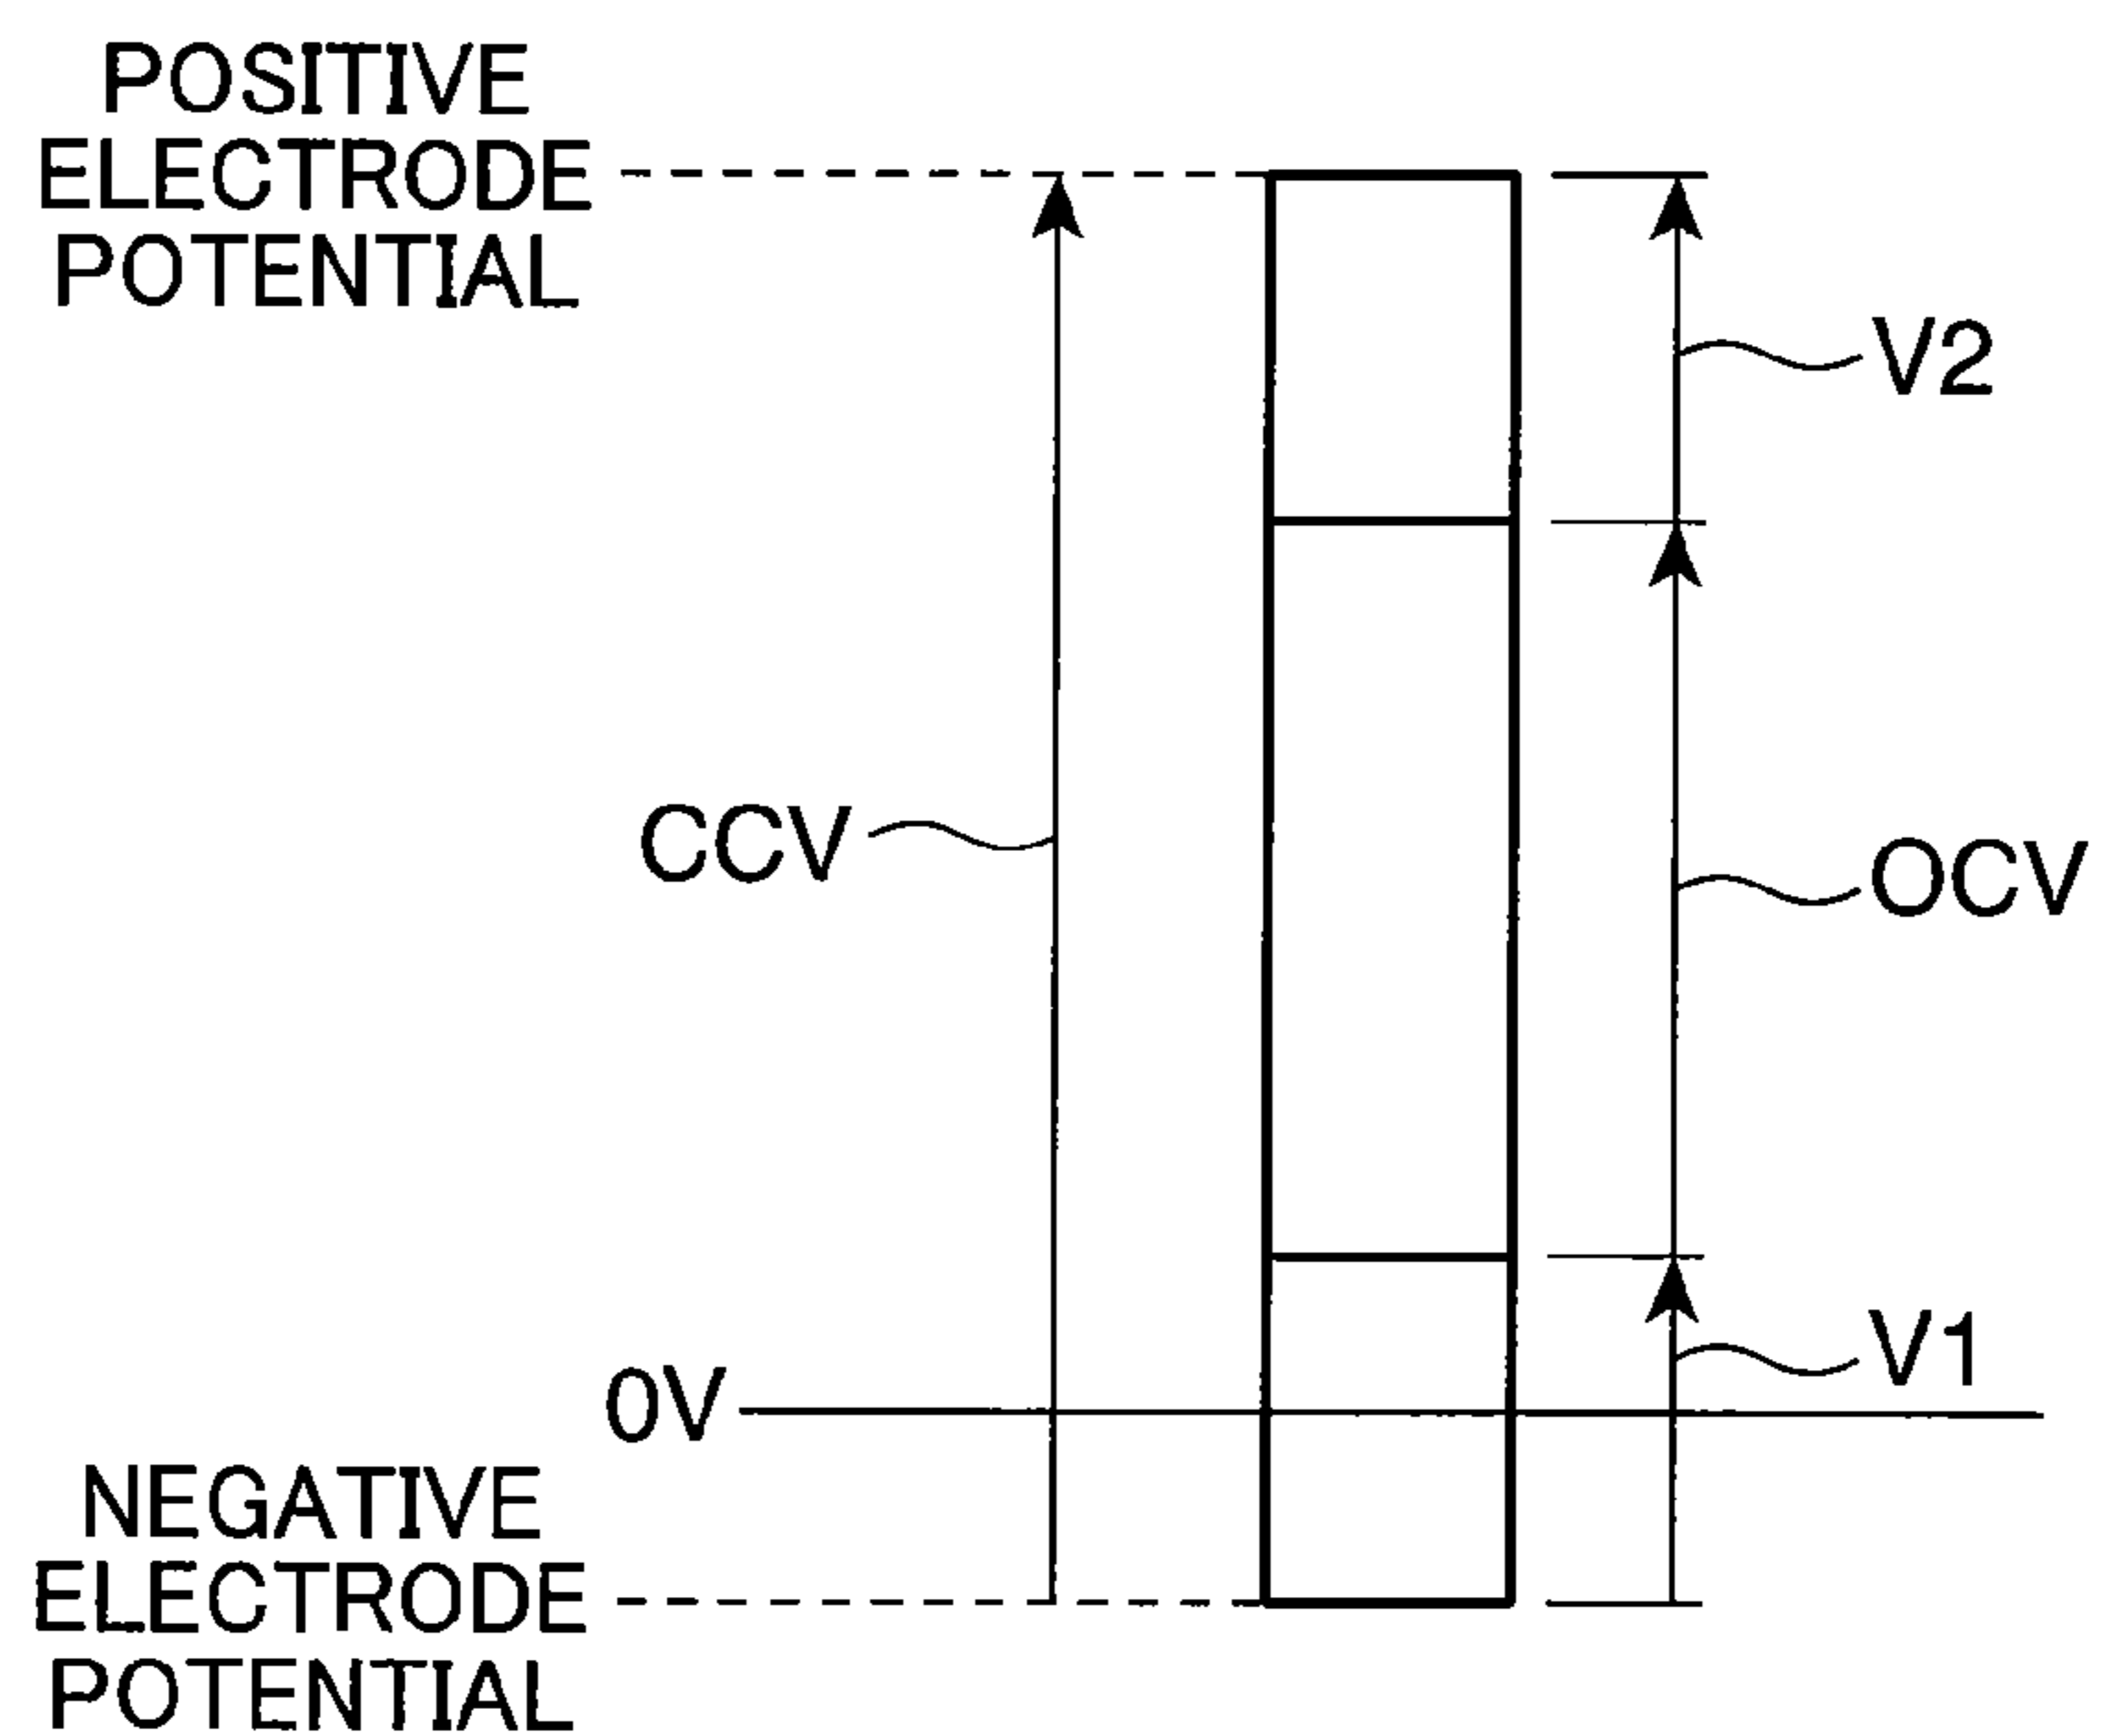 POSITIVE
ELECTRODE
POTENTIAL
V2
CCV
OCV
V1
0V
NEGATIVE
ELECTRODE
POTENTIAL